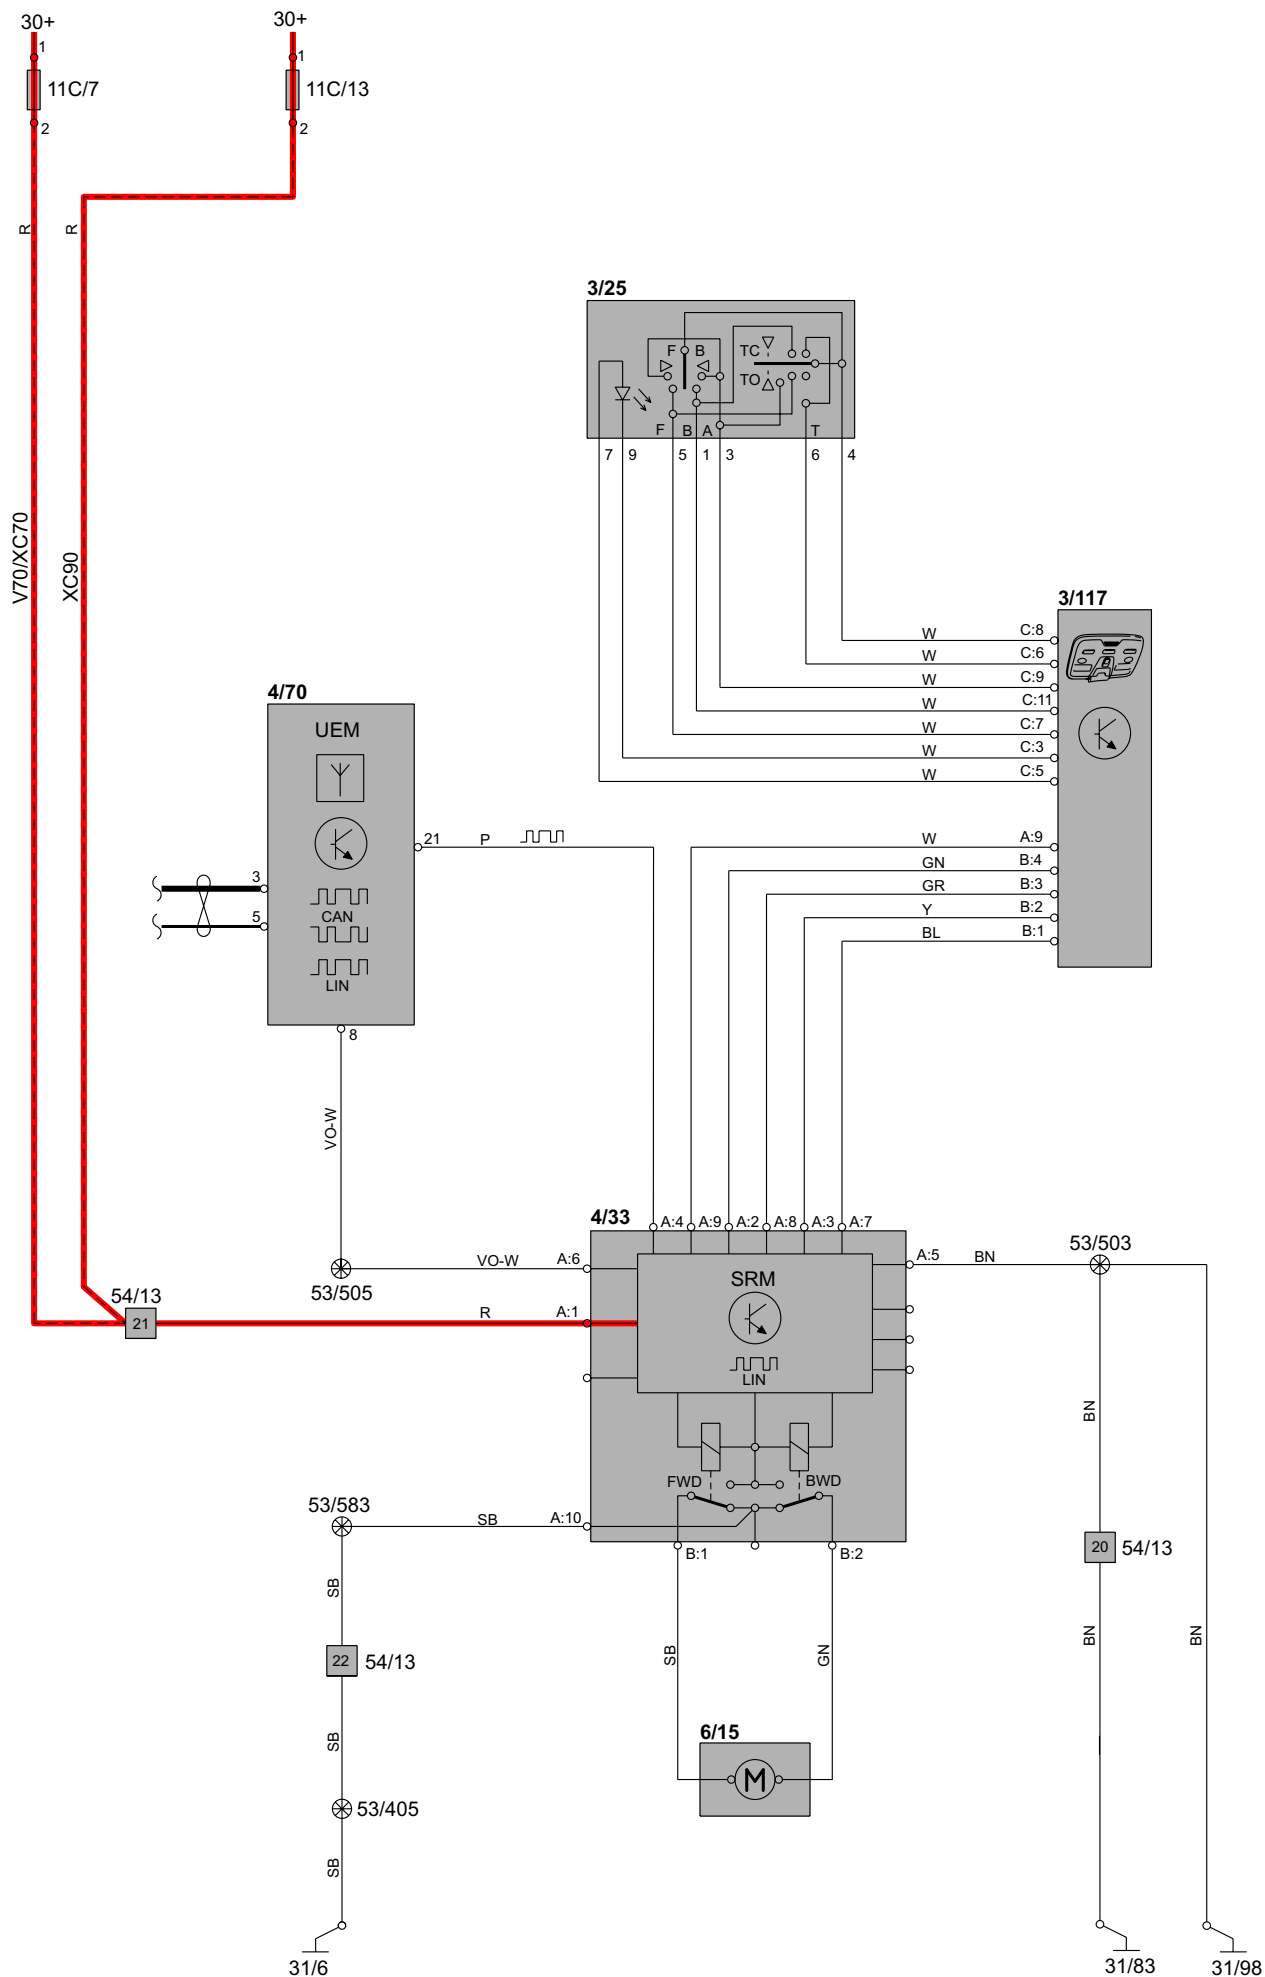 30+
30+
1
1
11C/7
11C/13
2
2
R
R
V70/XC70
XC90
3/25
F
B
TC
TO
F
B
A
T
7
9
5
1
3
6
4
3/117
W
C:8
W
C:6
W
C:9
W
C:11
W
C:7
W
C:3
W
C:5
W
A:9
GN
B:4
GR
B:3
Y
B:2
BL
B:1
4/70
UEM
21
P
3
CAN
5
LIN
8
VO-W
4/33
A:4
A:9
A:2
A:8
A:3
A:7
VO-W
A:6
53/505
A:5
BN
53/503
SRM
LIN
54/13
21
R
A:1
FWD
BWD
53/583
SB
A:10
B:1
B:2
SB
22
54/13
SB
53/405
SB
31/6
SB
GN
6/15
M
BN
20
54/13
BN
BN
31/83
31/98